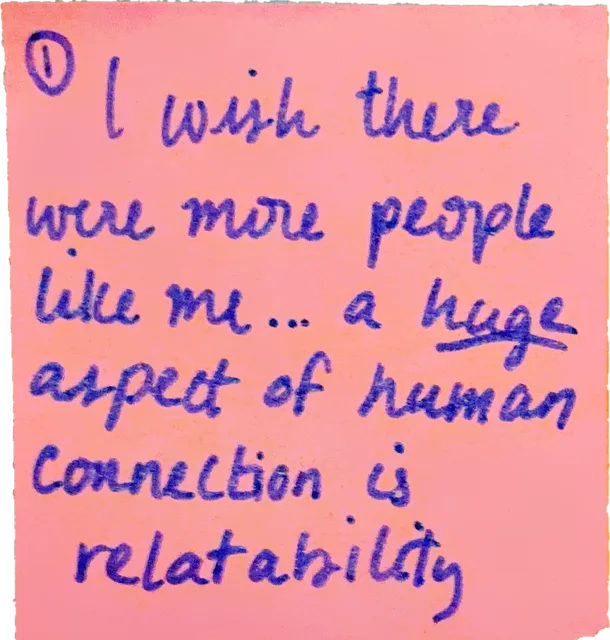 ① I wish there
were more people
like me... a huge
aspect of human
connection is
relatability